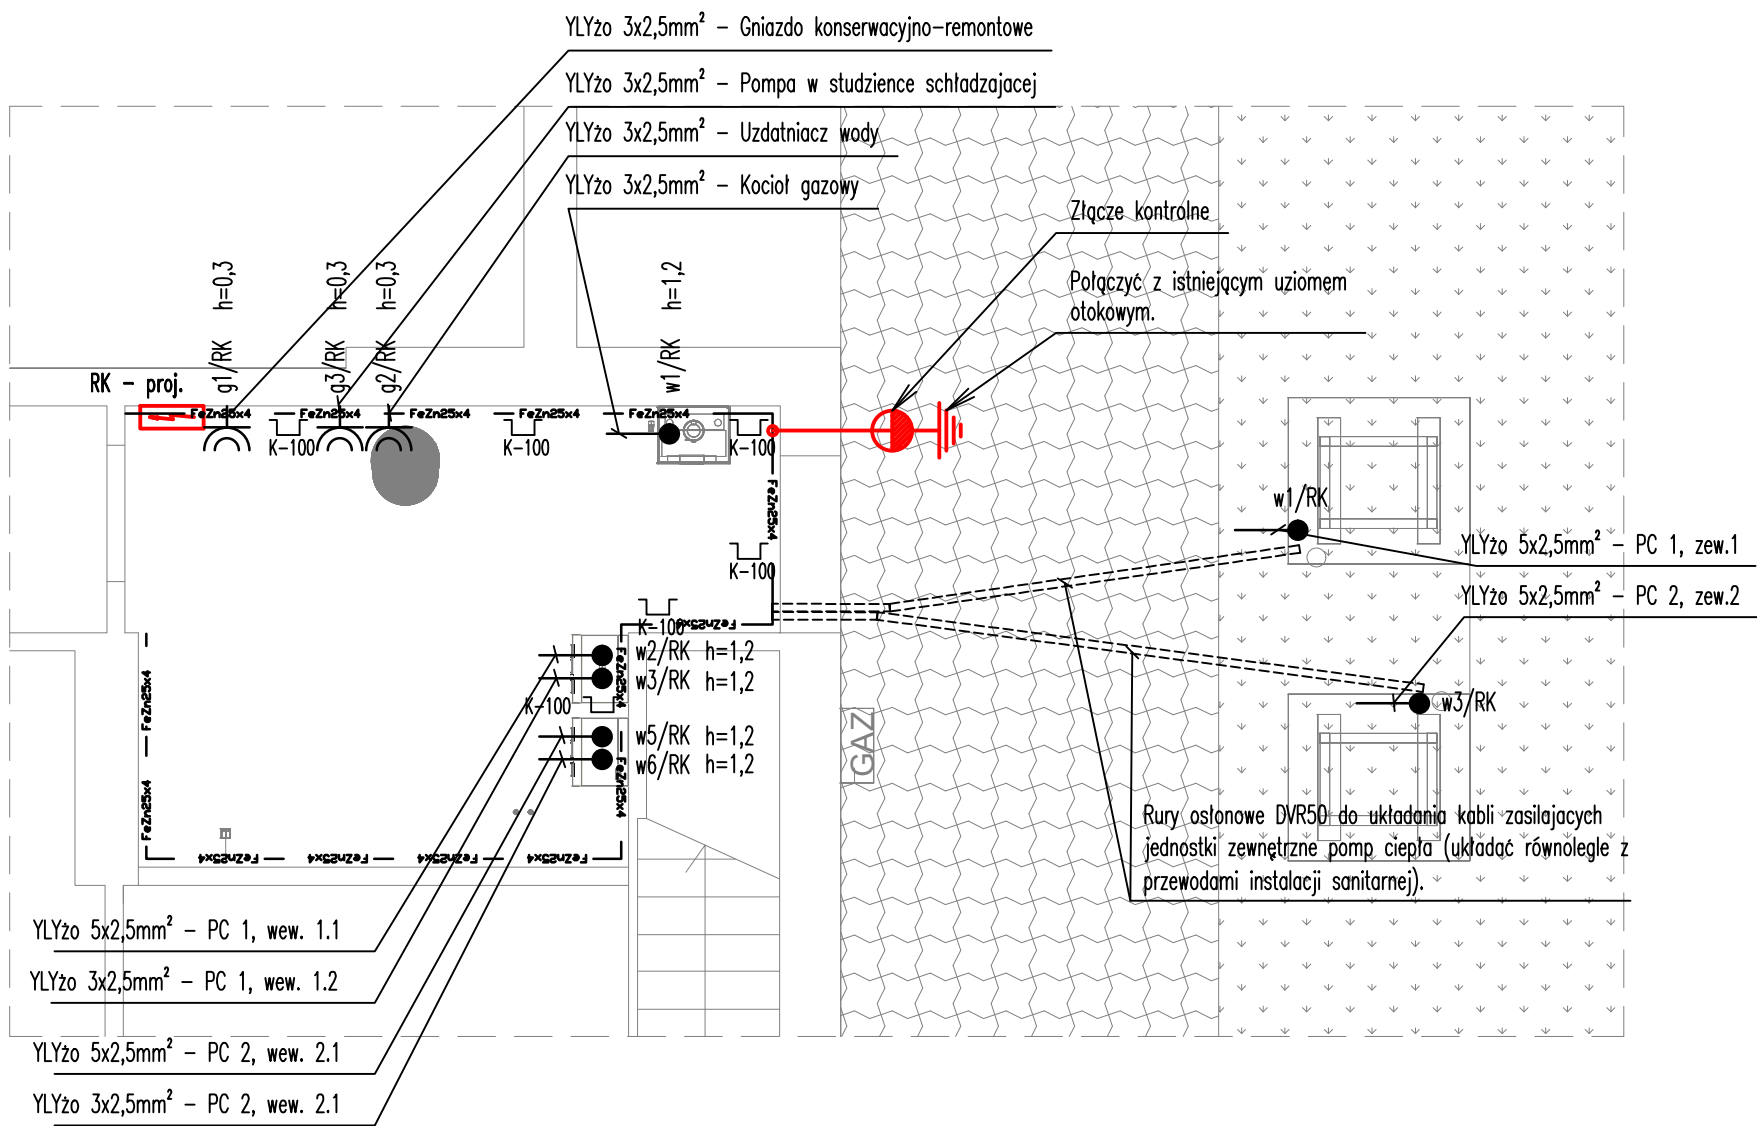 YLYżo 3x2,5mm² - Gniazdo konserwacyjno-remontowe
YLYżo 3x2,5mm² - Pompa w studzience schładzajacej
YLYżo 3x2,5mm² - Uzdatniacz wody
YLYżo 3x2,5mm² - Kocioł gazowy
Złącze kontrolne
Połączyć z istniejącym uziomem
otokowym.
g1/RK h=0,3
g3/RK h=0,3
g2/RK h=0,3
w1/RK h=1,2
RK - proj.
FeZn25x4
FeZn25x4
FeZn25x4
FeZn25x4
FeZn25x4
K-100
K-100
K-100
FeZn25x4
K-100
K-100
FeZn25x4
w1/RK
YLYżo 5x2,5mm² - PC 1, zew.1
YLYżo 5x2,5mm² - PC 2, zew.2
w2/RK h=1,2
w3/RK h=1,2
FeZn25x4
K-100
w3/RK
w5/RK h=1,2
w6/RK h=1,2
FeZn25x4
FeZn25x4
FeZn25x4
GAZ
Rury osłonowe DVR50 do układania kabli zasilajacych
jednostki zewnętrzne pomp ciepła (układać równolegle z
przewodami instalacji sanitarnej).
FeZn25x4
FeZn25x4
FeZn25x4
FeZn25x4
YLYżo 5x2,5mm² - PC 1, wew. 1.1
YLYżo 3x2,5mm² - PC 1, wew. 1.2
YLYżo 5x2,5mm² - PC 2, wew. 2.1
YLYżo 3x2,5mm² - PC 2, wew. 2.1